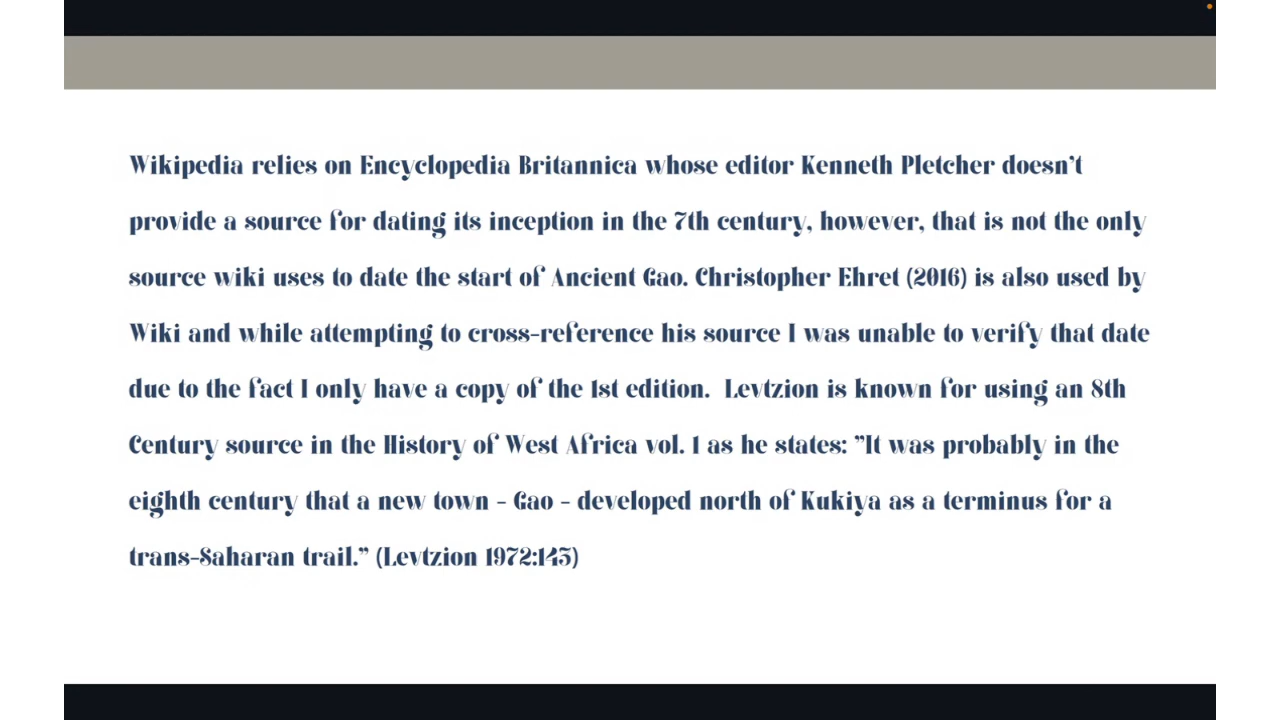 Wikipedia relies on Encyclopedia Britannica whose editor Kenneth Pletcher doesn't
provide a source for dating its inception in the 7th century, however, that is not the only
source wiki uses to date the start of Ancient Gao. Christopher Ehret (2016) is also used by
Wiki and while attempting to cross-reference his source I was unable to verify that date
due to the fact I only have a copy of the 1st edition.  Levtzion is known for using an 8th
Century source in the History of West Africa vol. 1 as he states: "It was probably in the
eighth century that a new town - Gao - developed north of Kukiya as a terminus for a
trans-Saharan trail." (Levtzion 1972:143)